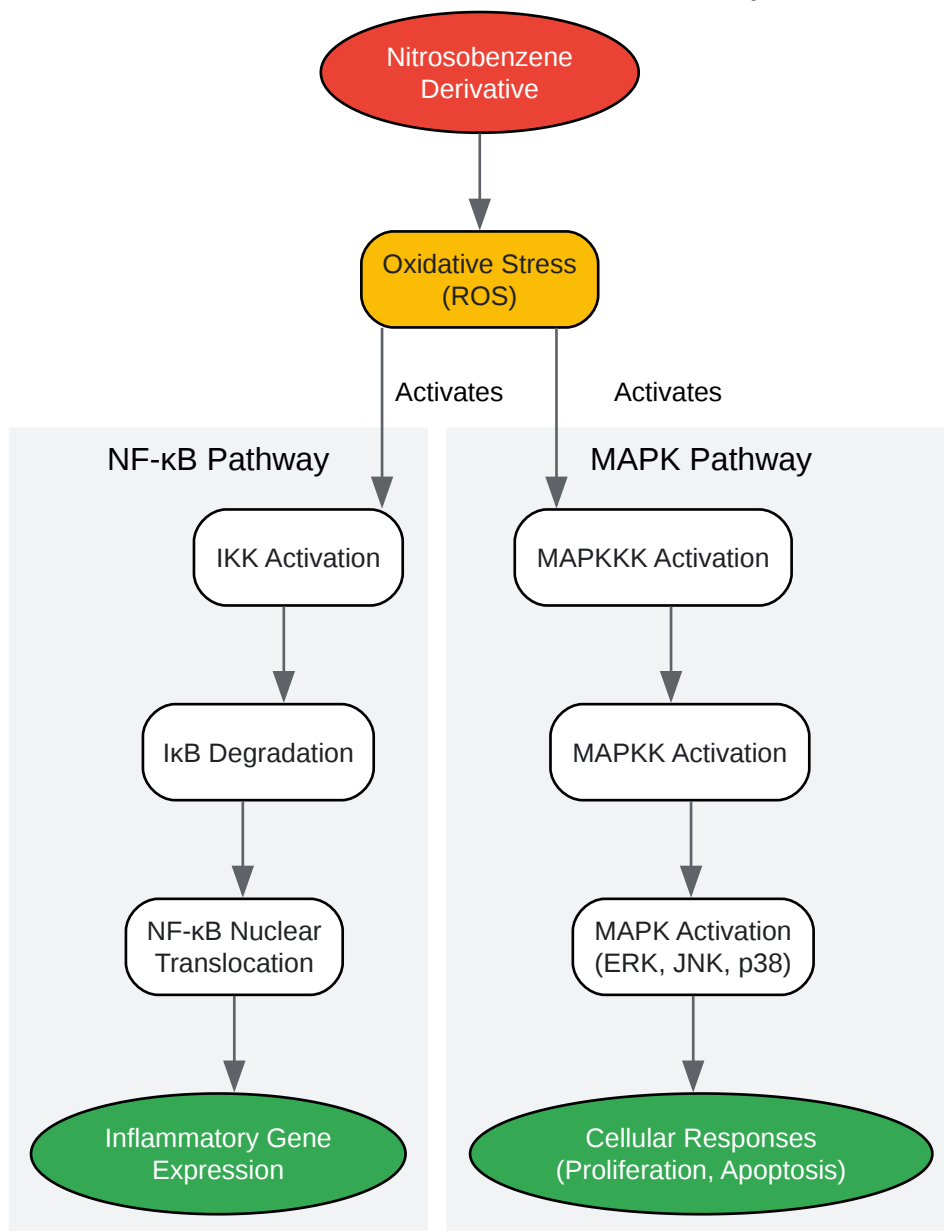 Nitrosobenzene
Derivative
Oxidative Stress
(ROS)
Activates
Activates
NF-κB Pathway
MAPK Pathway
IKK Activation
MAPKKK Activation
IκB Degradation
MAPKK Activation
NF-κB Nuclear
Translocation
MAPK Activation
(ERK, JNK, p38)
Inflammatory Gene
Expression
Cellular Responses
(Proliferation, Apoptosis)